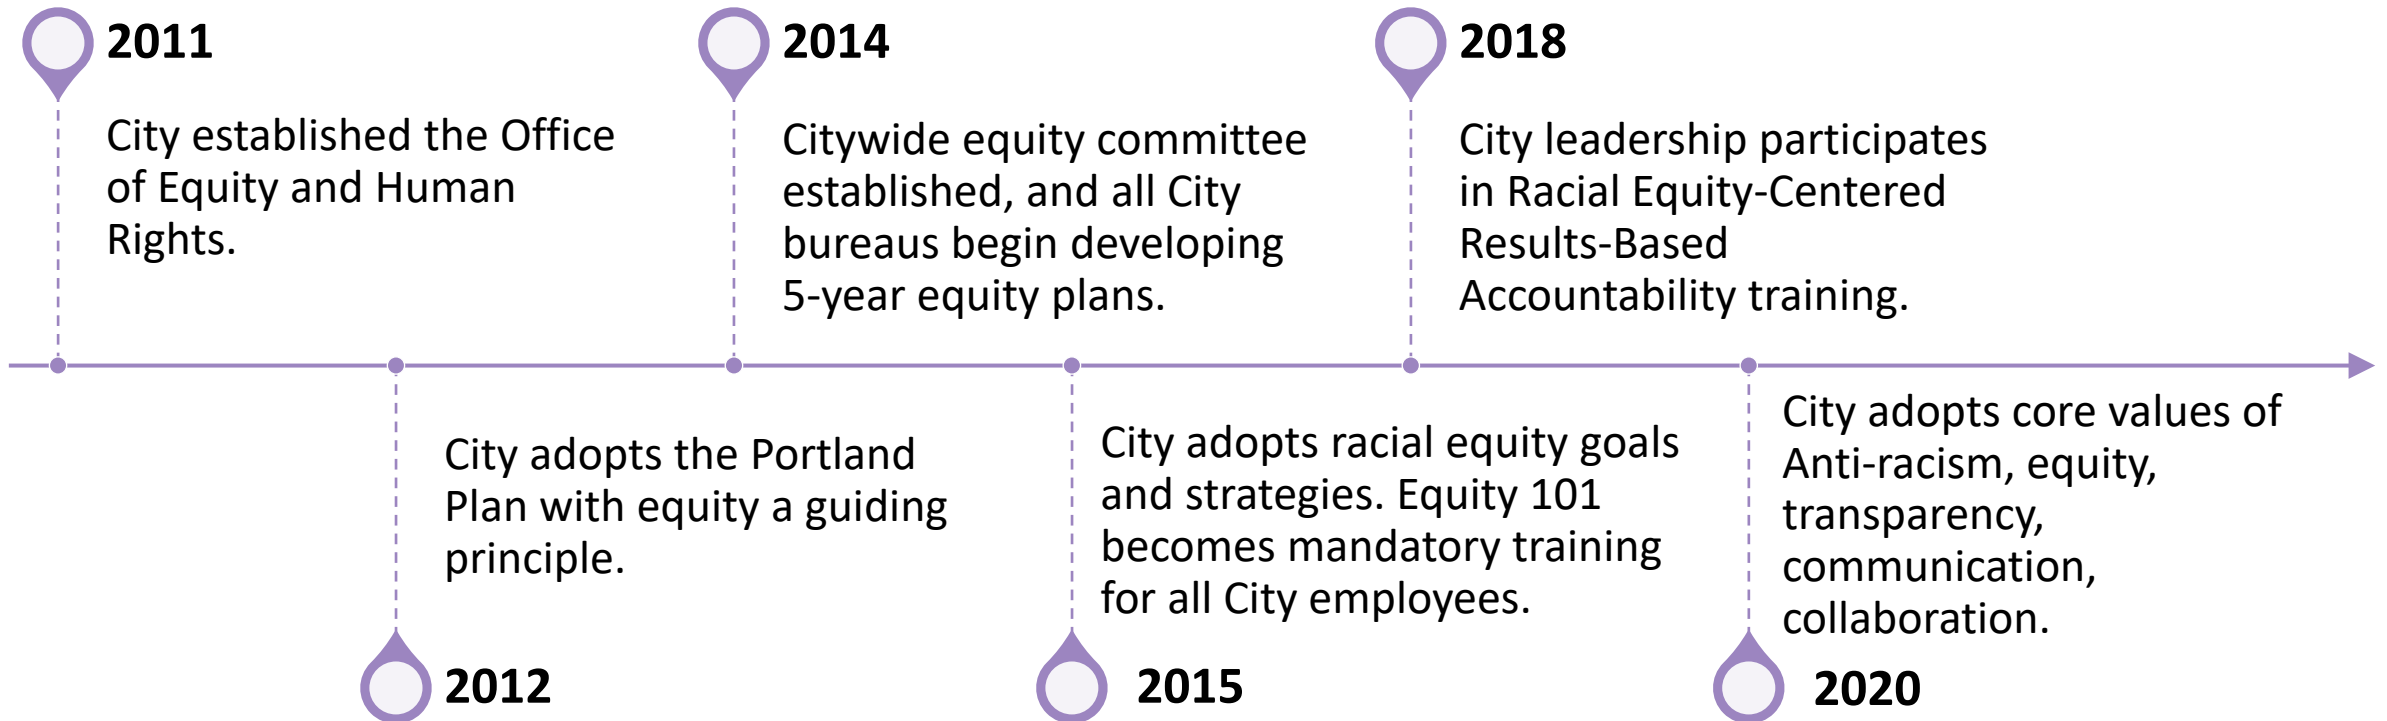 2011
City established the Office
of Equity and Human
Rights.
2012
City adopts the Portland
Plan with equity a guiding
principle.
2014
Citywide equity committee
established, and all City
bureaus begin developing
5-year equity plans.
2015
City adopts racial equity goals
and strategies. Equity 101
becomes mandatory training
for all City employees.
2018
City leadership participates
in Racial Equity-Centered
Results-Based
Accountability training.
2020
City adopts core values of
Anti-racism, equity,
transparency,
communication,
collaboration.